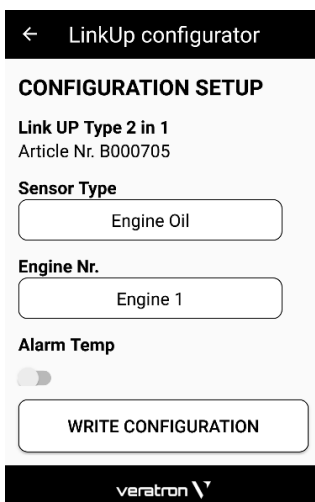 LinkUp configurator
CONFIGURATION SETUP
Link UP Type 2 in 1
Article Nr. B000705
Sensor Type
Engine Oil
Engine Nr.
Engine 1
Alarm Temp
WRITE CONFIGURATION
veratron